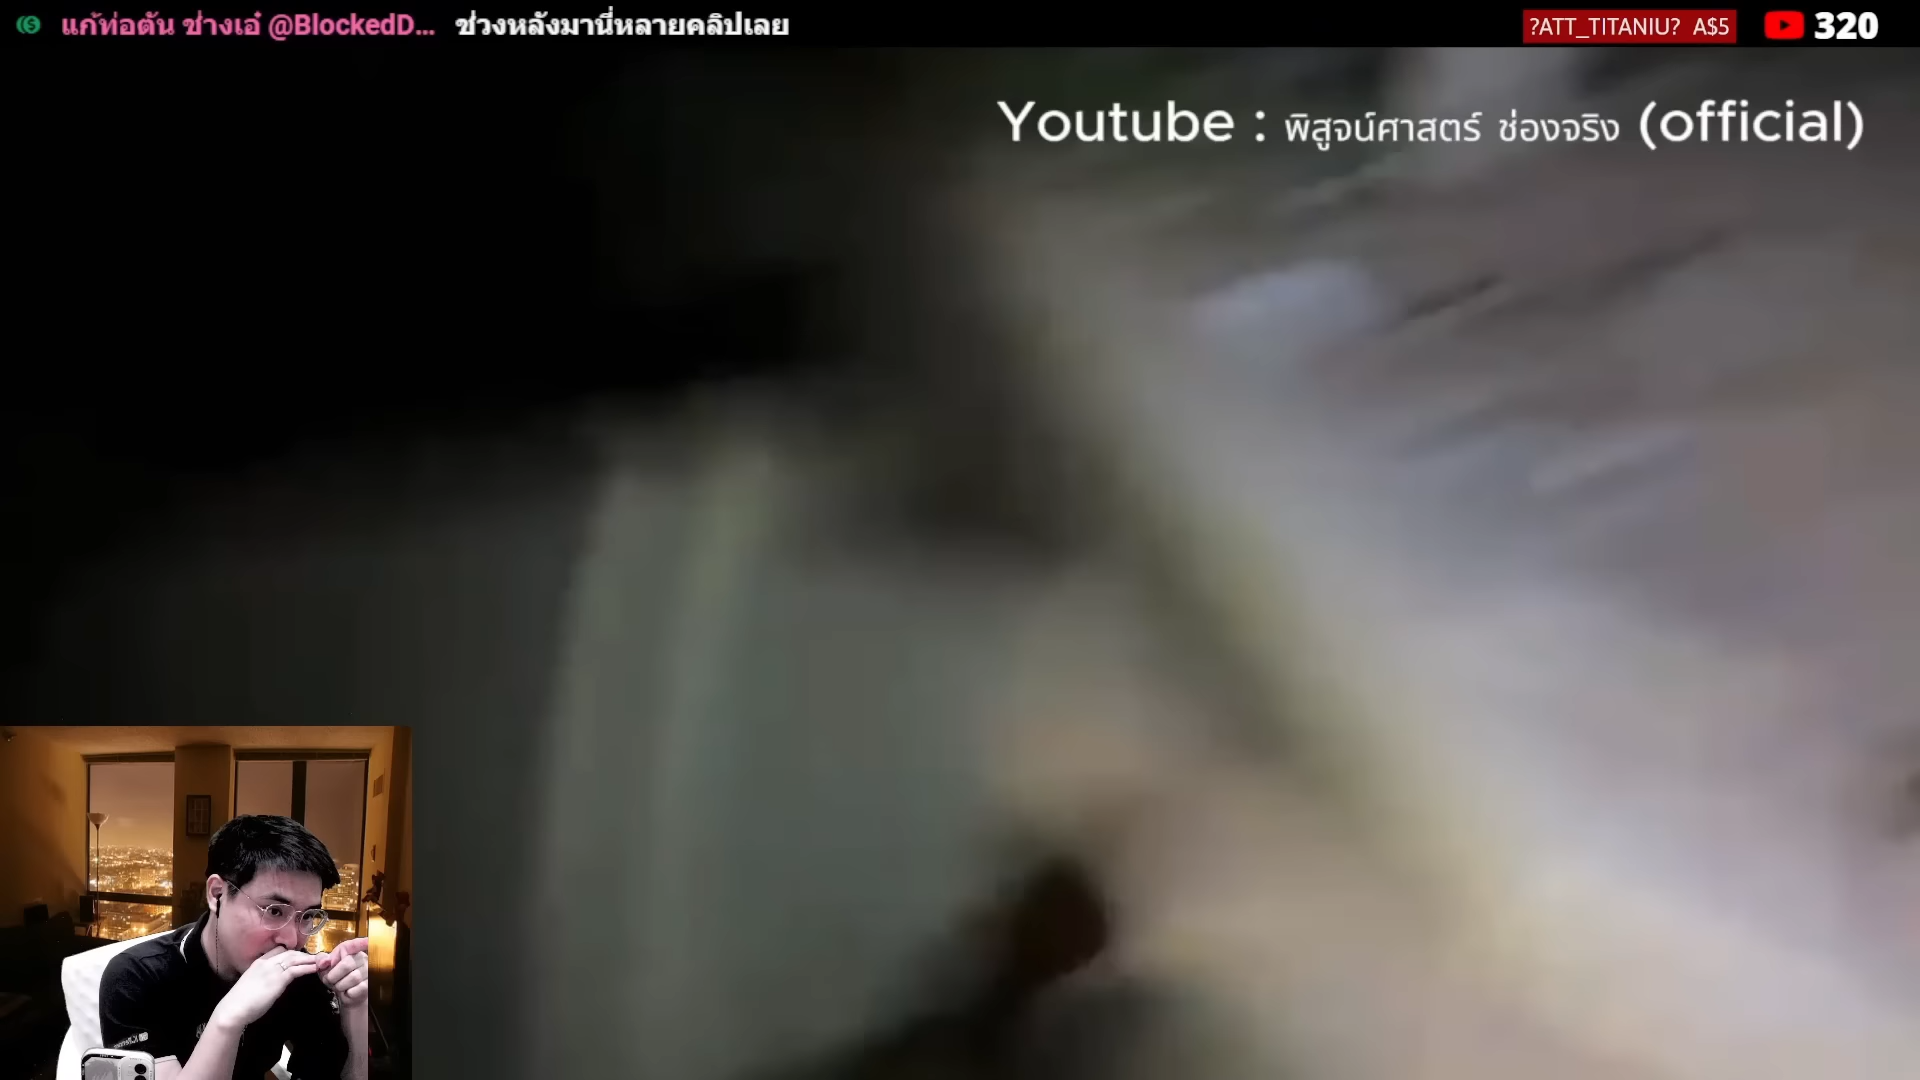 แก้ท่อตัน ช่างเอ๋ @BlockedD... ช่วงหลังมานี่หลายคลิปเลย
?ATT_TITANIU? A$5
320
Youtube : พิสูจน์ศาสตร์ ช่องจริง (official)